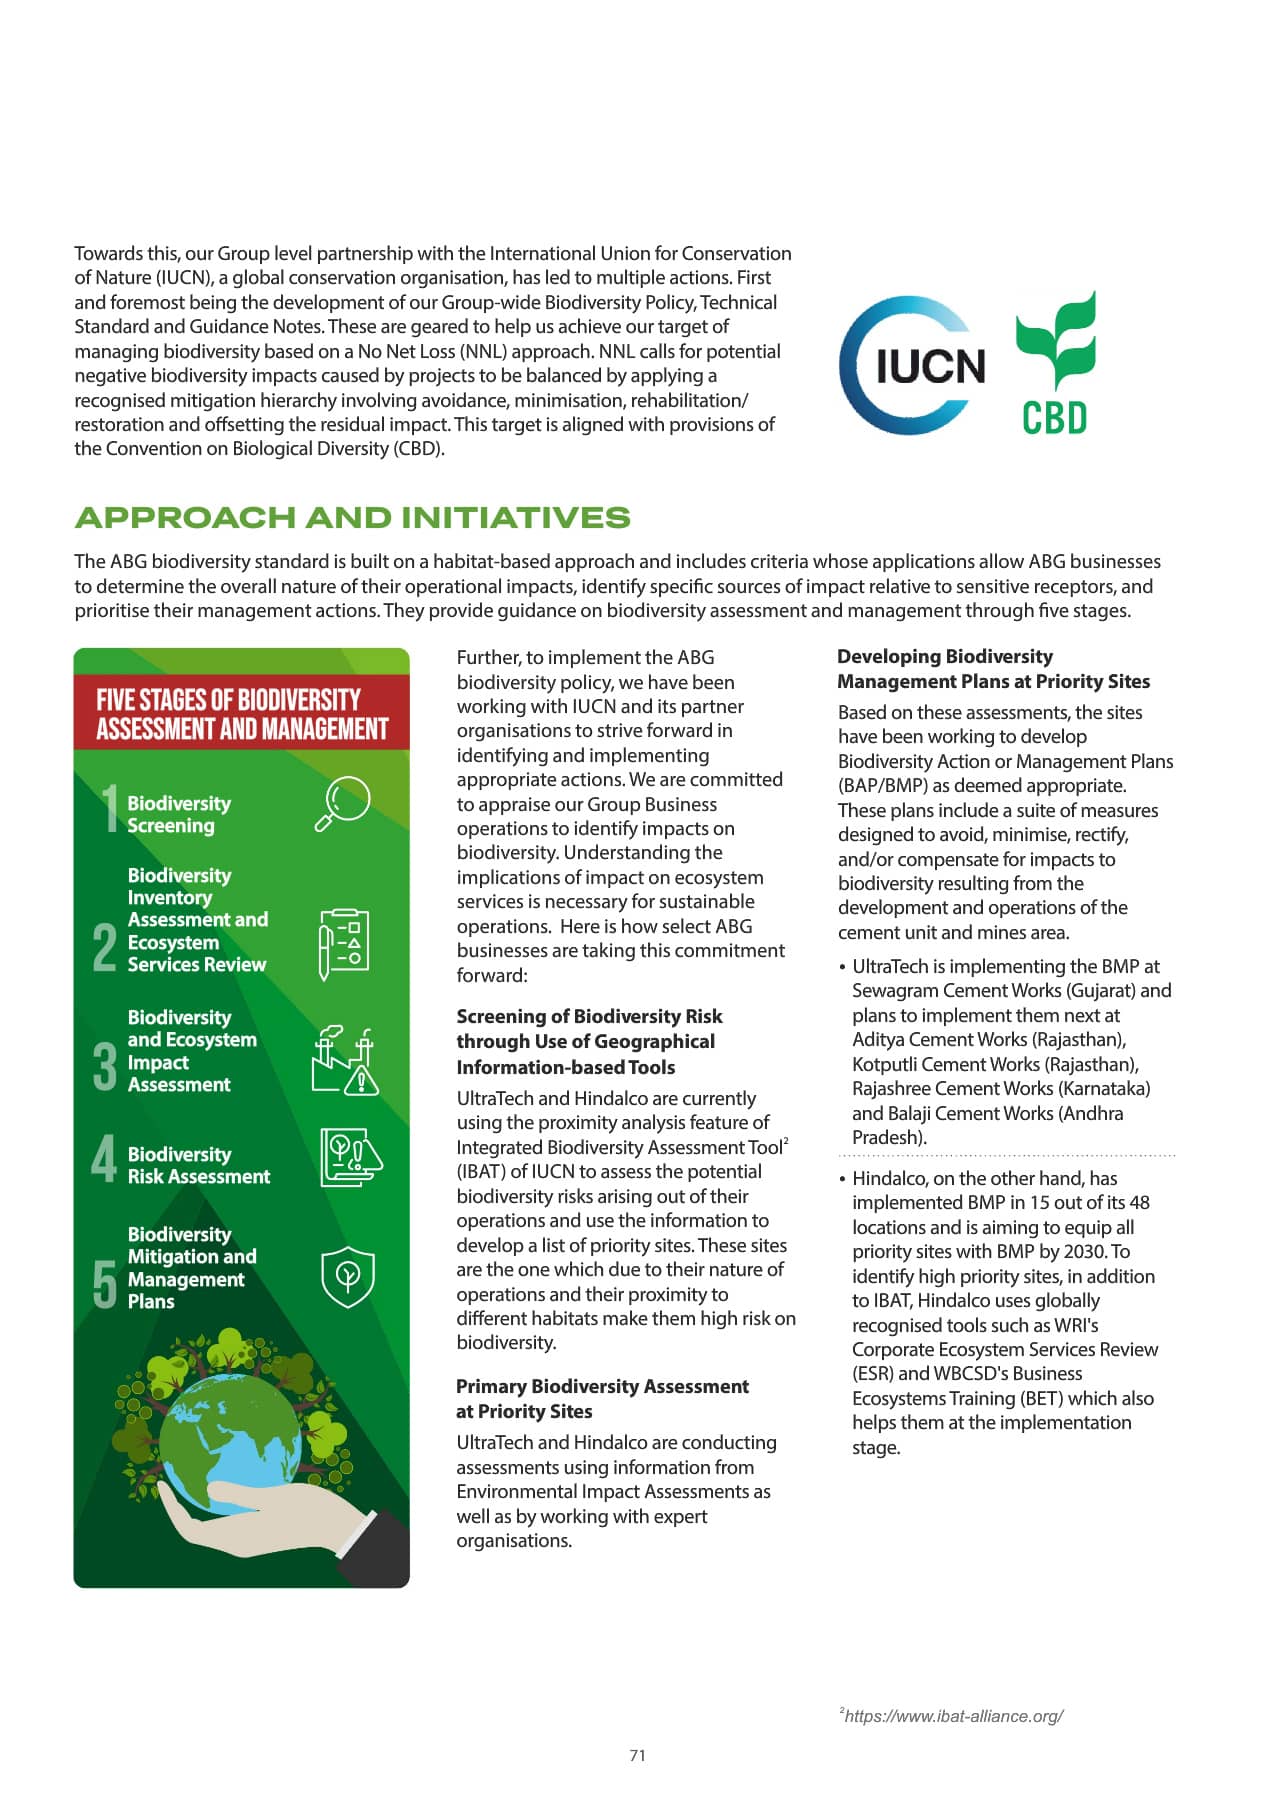 Towards this, our Group level partnership with the International Union for Conservation
of Nature (IUCN), a global conservation organisation, has led to multiple actions. First
and foremost being the development of our Group-wide Biodiversity Policy, Technical
Standard and Guidance Notes. These are geared to help us achieve our target of
managing biodiversity based on a No Net Loss (NNL) approach. NNL calls for potential
negative biodiversity impacts caused by projects to be balanced by applying a
recognised mitigation hierarchy involving avoidance, minimisation, rehabilitation/
restoration and offsetting the residual impact. This target is aligned with provisions of
the Convention on Biological Diversity (CBD).
IUCN
CBD
APPROACH AND INITIATIVES
The ABG biodiversity standard is built on a habitat-based approach and includes criteria whose applications allow ABG businesses
to determine the overall nature of their operational impacts, identify specific sources of impact relative to sensitive receptors, and
prioritise their management actions. They provide guidance on biodiversity assessment and management through five stages.
FIVE STAGES OF BIODIVERSITY
ASSESSMENT AND MANAGEMENT
1 Biodiversity
Screening
Biodiversity
Inventory
Assessment and
2 Ecosystem
Services Review
Biodiversity
and Ecosystem
3 Impact
Assessment
4 Biodiversity
Risk Assessment
Biodiversity
Mitigation and
5 Management
Plans
Further, to implement the ABG
biodiversity policy, we have been
working with IUCN and its partner
organisations to strive forward in
identifying and implementing
appropriate actions. We are committed
to appraise our Group Business
operations to identify impacts on
biodiversity. Understanding the
implications of impact on ecosystem
services is necessary for sustainable
operations. Here is how select ABG
businesses are taking this commitment
forward:
Screening of Biodiversity Risk
through Use of Geographical
Information-based Tools
UltraTech and Hindalco are currently
using the proximity analysis feature of
Integrated Biodiversity Assessment Tool²
(IBAT) of IUCN to assess the potential
biodiversity risks arising out of their
operations and use the information to
develop a list of priority sites. These sites
are the one which due to their nature of
operations and their proximity to
different habitats make them high risk on
biodiversity.
Primary Biodiversity Assessment
at Priority Sites
UltraTech and Hindalco are conducting
assessments using information from
Environmental Impact Assessments as
well as by working with expert
organisations.
Developing Biodiversity
Management Plans at Priority Sites
Based on these assessments, the sites
have been working to develop
Biodiversity Action or Management Plans
(BAP/BMP) as deemed appropriate.
These plans include a suite of measures
designed to avoid, minimise, rectify,
and/or compensate for impacts to
biodiversity resulting from the
development and operations of the
cement unit and mines area.
• UltraTech is implementing the BMP at
Sewagram Cement Works (Gujarat) and
plans to implement them next at
Aditya Cement Works (Rajasthan),
Kotputli Cement Works (Rajasthan),
Rajashree Cement Works (Karnataka)
and Balaji Cement Works (Andhra
Pradesh).
• Hindalco, on the other hand, has
implemented BMP in 15 out of its 48
locations and is aiming to equip all
priority sites with BMP by 2030. To
identify high priority sites, in addition
to IBAT, Hindalco uses globally
recognised tools such as WRI's
Corporate Ecosystem Services Review
(ESR) and WBCSD's Business
Ecosystems Training (BET) which also
helps them at the implementation
stage.
²https://www.ibat-alliance.org/
71